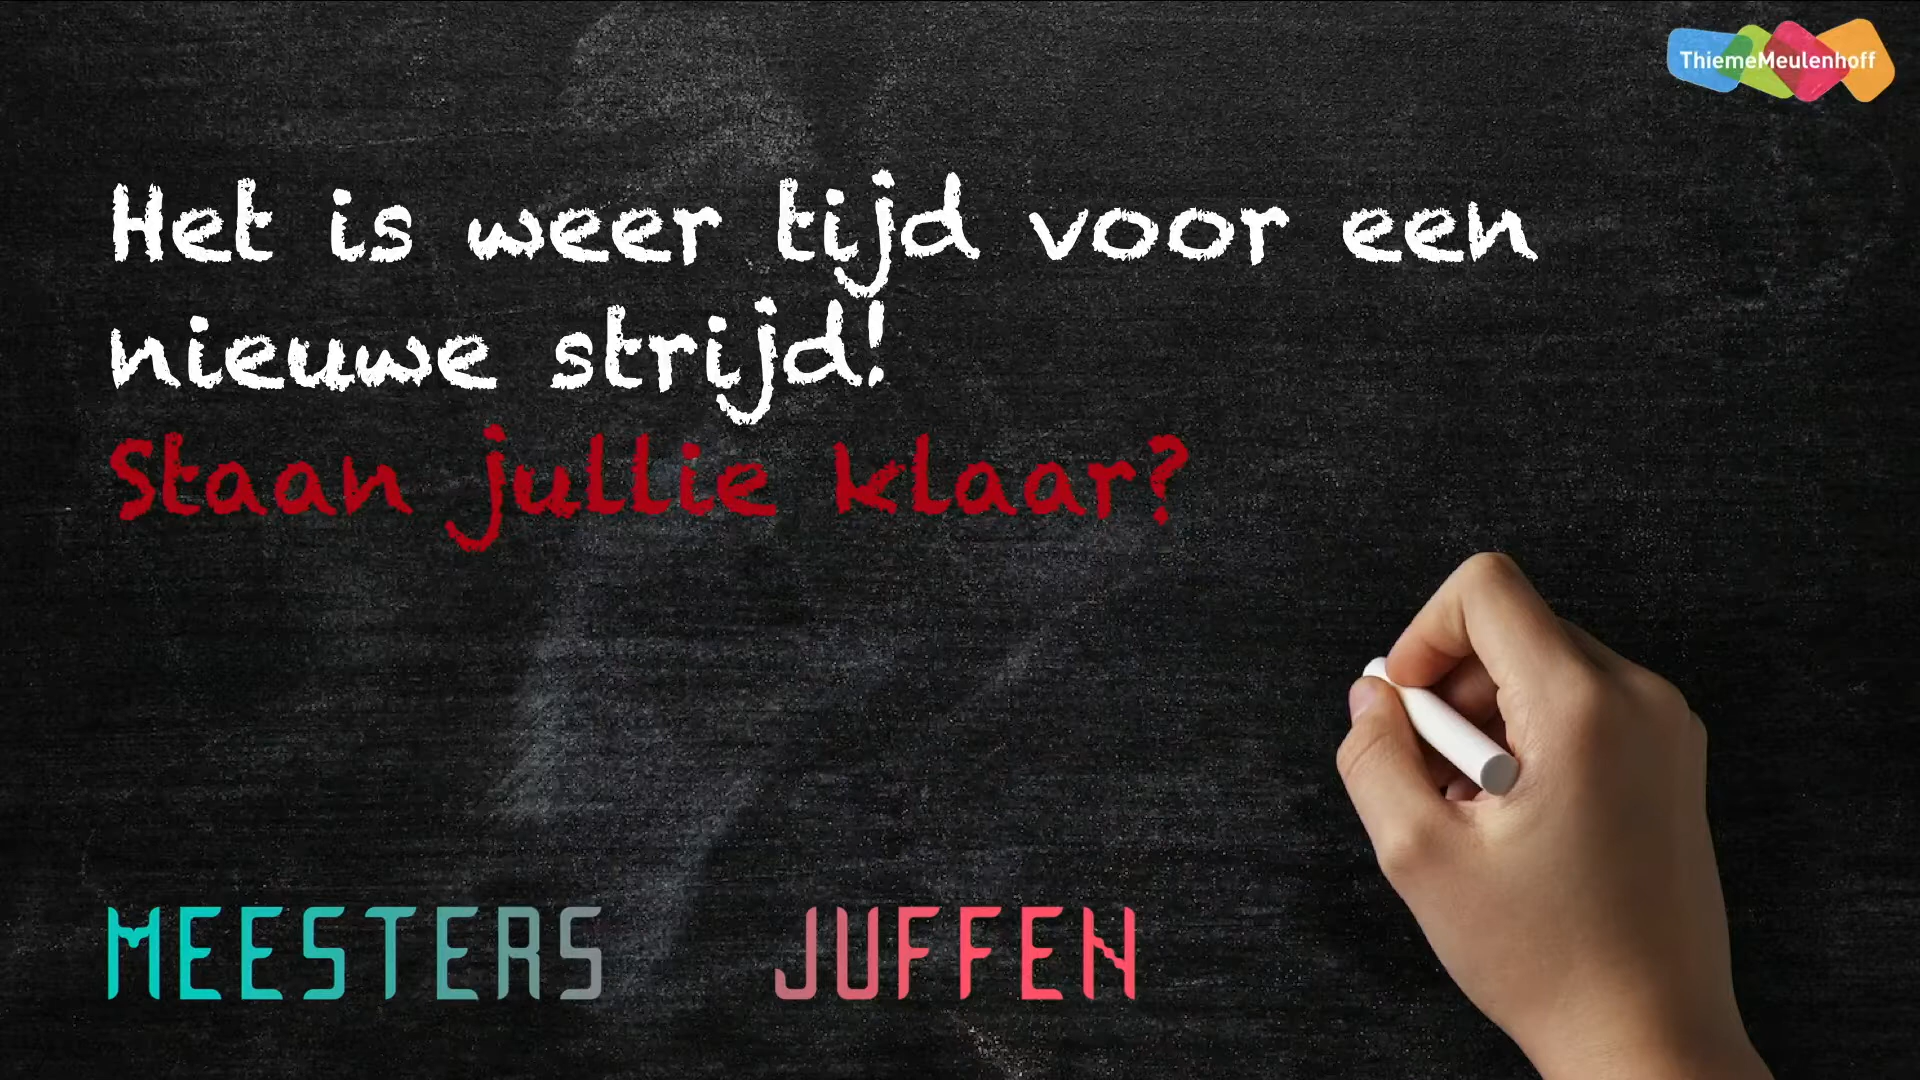 ThiemeMeulenhoff
Het is weer tijd voor een
nieuwe strijd!
Staan jullie klaar?
MEESTERS JUFFEN